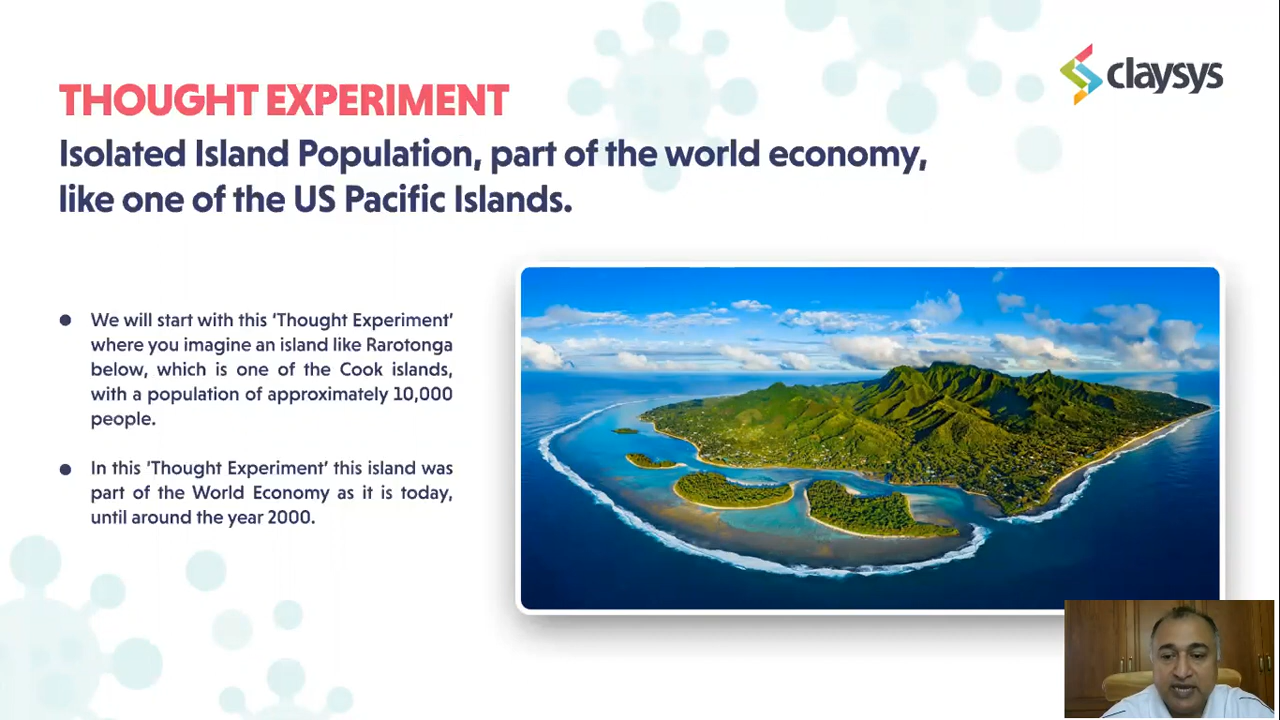 claysys
THOUGHT EXPERIMENT
Isolated Island Population, part of the world economy,
like one of the US Pacific Islands.
● We will start with this ‘Thought Experiment’
where you imagine an island like Rarotonga
below, which is one of the Cook islands,
with a population of approximately 10,000
people.
● In this ‘Thought Experiment’ this island was
part of the World Economy as it is today,
until around the year 2000.